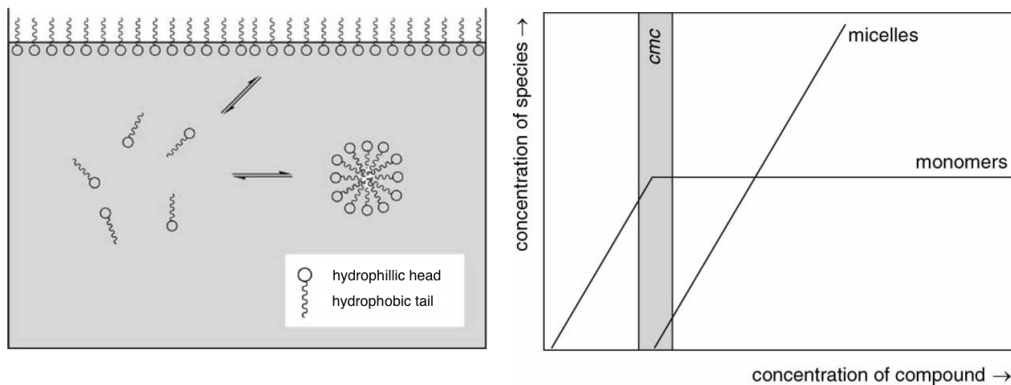 hydrophillic head
hydrophobic tail
concentration of species →
cmc
micelles
monomers
concentration of compound →